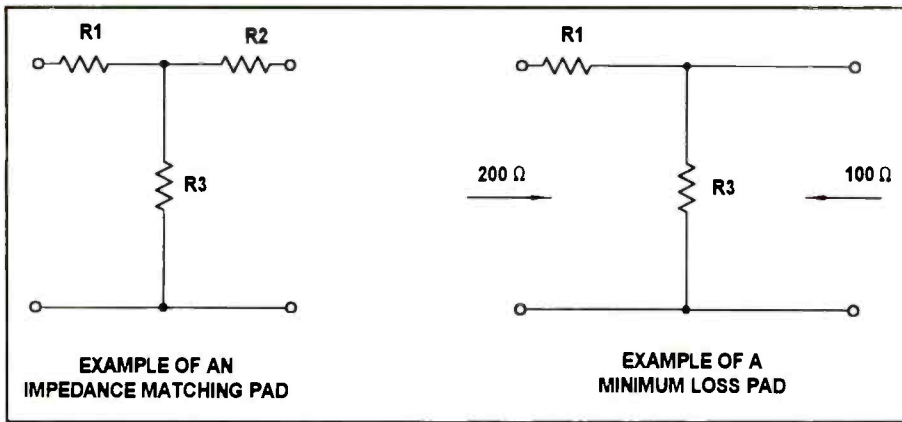 R1
R2
R3
EXAMPLE OF AN
IMPEDANCE MATCHING PAD
R1
200 Ω
R3
100 Ω
EXAMPLE OF A
MINIMUM LOSS PAD